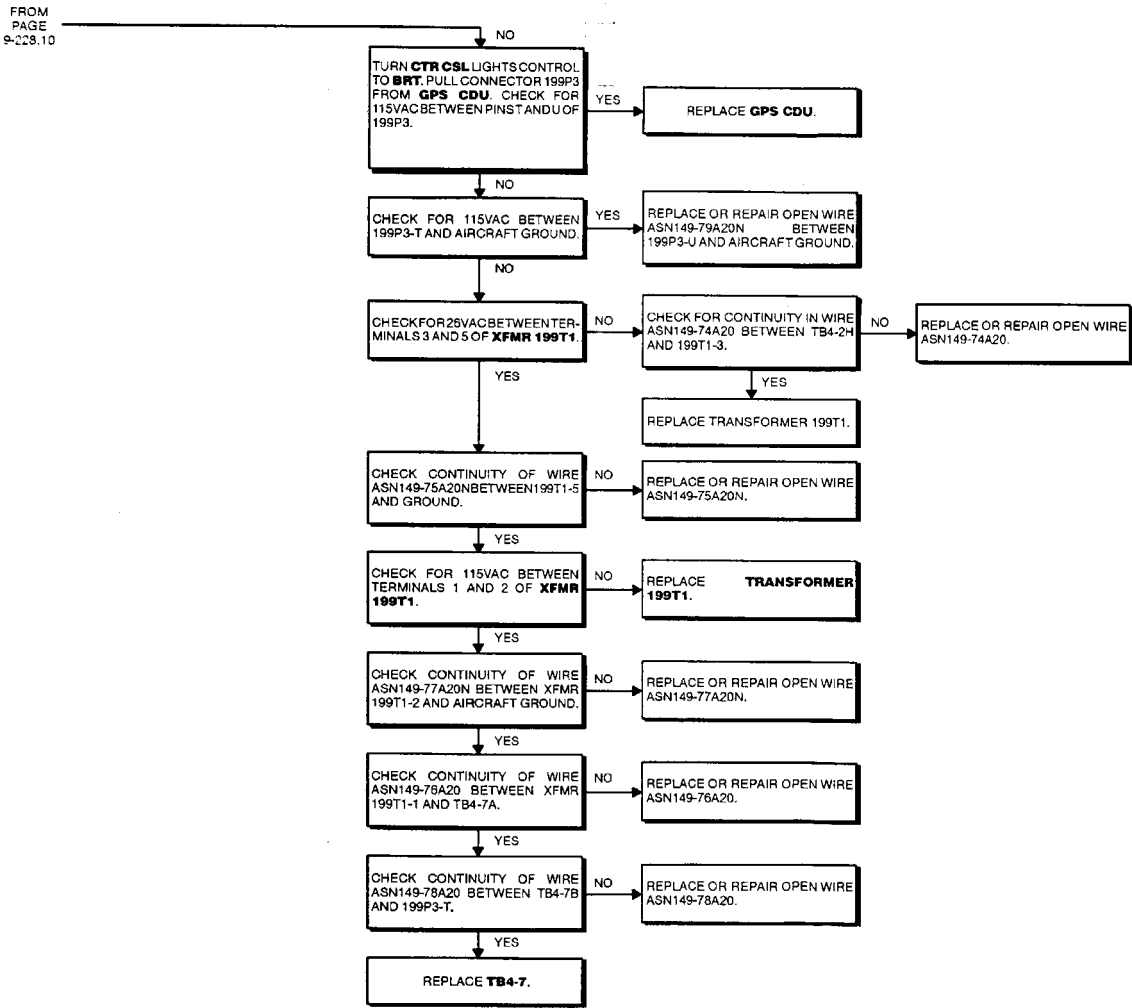 FROM
PAGE
9-228.10
NO
TURN CTR CSL LIGHTS CONTROL
TO BRT. PULL CONNECTOR 199P3
FROM GPS CDU. CHECK FOR
115VAC BETWEEN PINS T AND U OF
199P3.
YES
REPLACE GPS CDU.
NO
CHECK FOR 115VAC BETWEEN
199P3-T AND AIRCRAFT GROUND.
YES
REPLACE OR REPAIR OPEN WIRE
ASN149-79A20N BETWEEN
199P3-U AND AIRCRAFT GROUND.
NO
CHECK FOR 26VAC BETWEEN TER-
MINALS 3 AND 5 OF XFMR 199T1.
NO
CHECK FOR CONTINUITY IN WIRE
ASN149-74A20 BETWEEN TB4-2H
AND 199T1-3.
NO
REPLACE OR REPAIR OPEN WIRE
ASN149-74A20.
YES
YES
REPLACE TRANSFORMER 199T1.
CHECK CONTINUITY OF WIRE
ASN149-75A20N BETWEEN 199T1-5
AND GROUND.
NO
REPLACE OR REPAIR OPEN WIRE
ASN149-75A20N.
YES
CHECK FOR 115VAC BETWEEN
TERMINALS 1 AND 2 OF XFMR
199T1.
NO
REPLACE TRANSFORMER
199T1.
YES
CHECK CONTINUITY OF WIRE
ASN149-77A20N BETWEEN XFMR
199T1-2 AND AIRCRAFT GROUND.
NO
REPLACE OR REPAIR OPEN WIRE
ASN149-77A20N.
YES
CHECK CONTINUITY OF WIRE
ASN149-76A20 BETWEEN XFMR
199T1-1 AND TB4-7A.
NO
REPLACE OR REPAIR OPEN WIRE
ASN149-76A20.
YES
CHECK CONTINUITY OF WIRE
ASN149-78A20 BETWEEN TB4-7B
AND 199P3-T.
NO
REPLACE OR REPAIR OPEN WIRE
ASN149-78A20.
YES
REPLACE TB4-7.